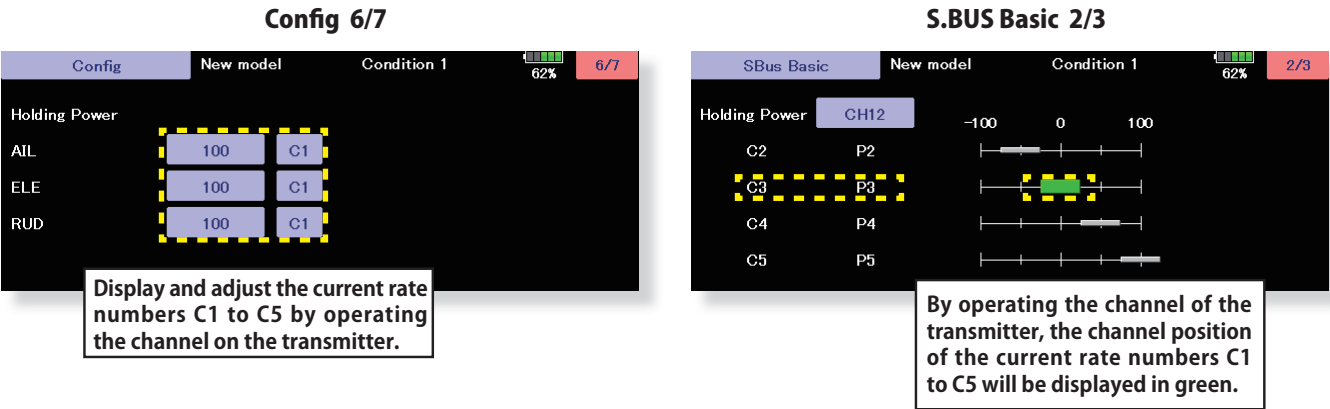 Config 6/7
Config New model Condition 1 62% 6/7
Holding Power
AIL 100 C1
ELE 100 C1
RUD 100 C1
Display and adjust the current rate
numbers C1 to C5 by operating
the channel on the transmitter.
S.BUS Basic 2/3
SBus Basic New model Condition 1 62% 2/3
Holding Power CH12
-100 0 100
C2 P2
C3 P3
C4 P4
C5 P5
By operating the channel of the
transmitter, the channel position
of the current rate numbers C1
to C5 will be displayed in green.